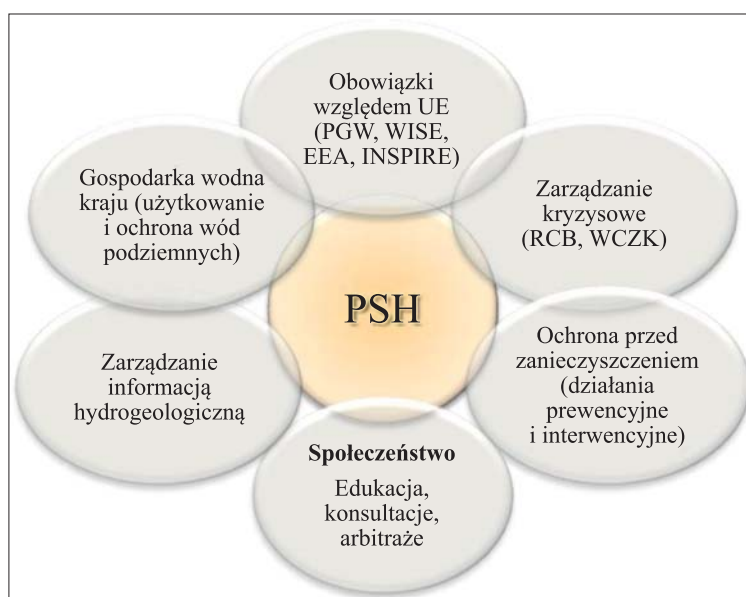 Obowiązki
względem UE
(PGW, WISE,
EEA, INSPIRE)
Gospodarka wodna
kraju (użytkowanie
i ochrona wód
podziemnych)
Zarządzanie
kryzysowe
(RCB, WCZK)
PSH
Zarządzanie
informacją
hydrogeologiczną
Ochrona przed
zanieczyszczeniem
(działania
prewencyjne
i interwencyjne)
Społeczeństwo
Edukacja,
konsultacje,
arbitraże